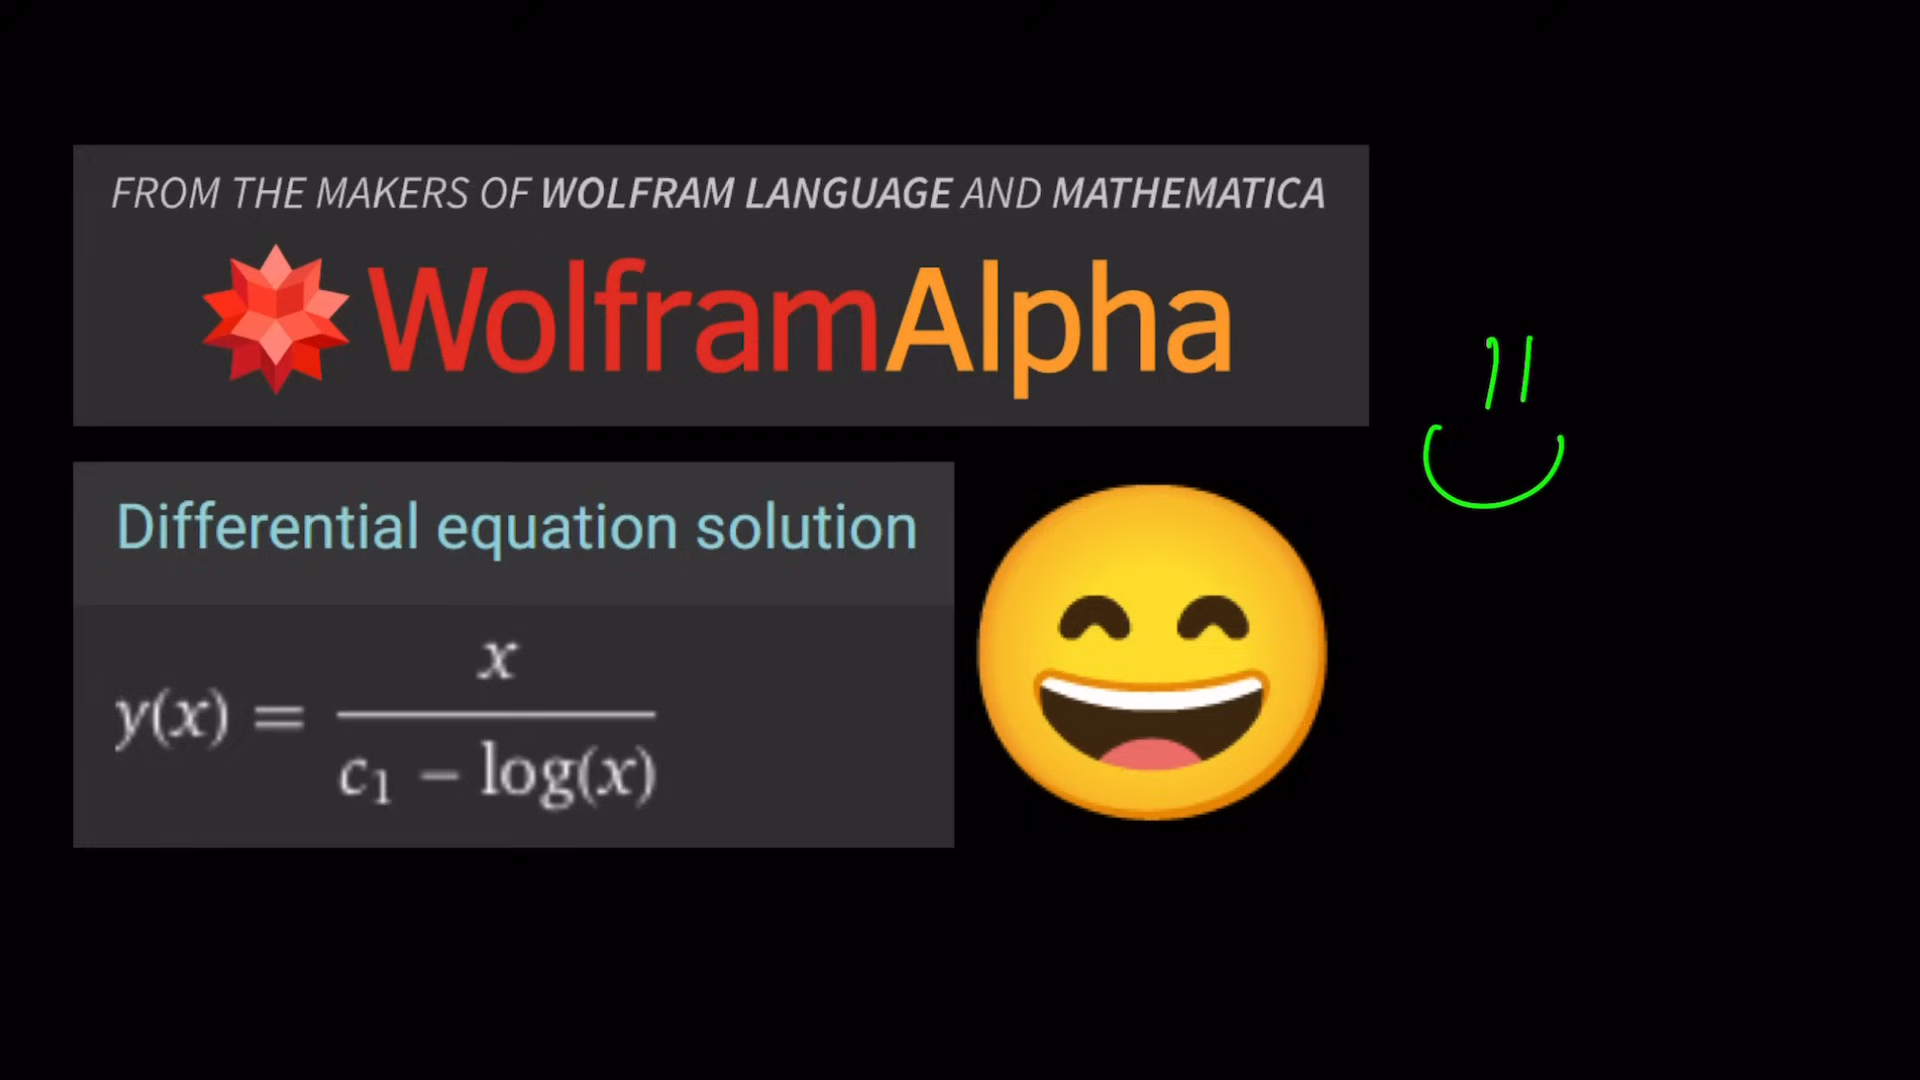 FROM THE MAKERS OF WOLFRAM LANGUAGE AND MATHEMATICA
WolframAlpha
Differential equation solution
y(x) = x / (c₁ − log(x))